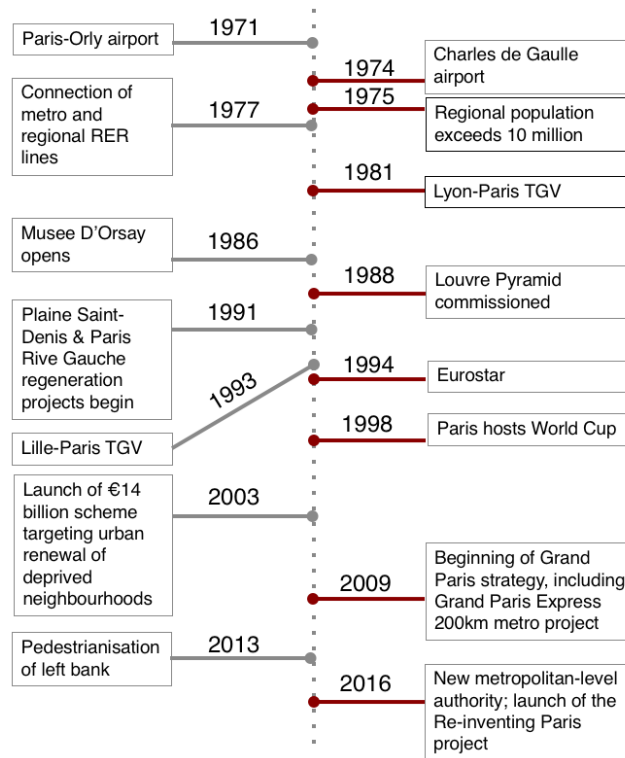 1971
Paris-Orly airport
1974
Charles de Gaulle
airport
1975
Regional population
exceeds 10 million
1977
Connection of
metro and
regional RER
lines
1981
Lyon-Paris TGV
1986
Musee D'Orsay
opens
1988
Louvre Pyramid
commissioned
1991
Plaine Saint-
Denis & Paris
Rive Gauche
regeneration
projects begin
1993
Lille-Paris TGV
1994
Eurostar
1998
Paris hosts World Cup
2003
Launch of €14
billion scheme
targeting urban
renewal of
deprived
neighbourhoods
2009
Beginning of Grand
Paris strategy, including
Grand Paris Express
200km metro project
2013
Pedestrianisation
of left bank
2016
New metropolitan-level
authority; launch of the
Re-inventing Paris
project